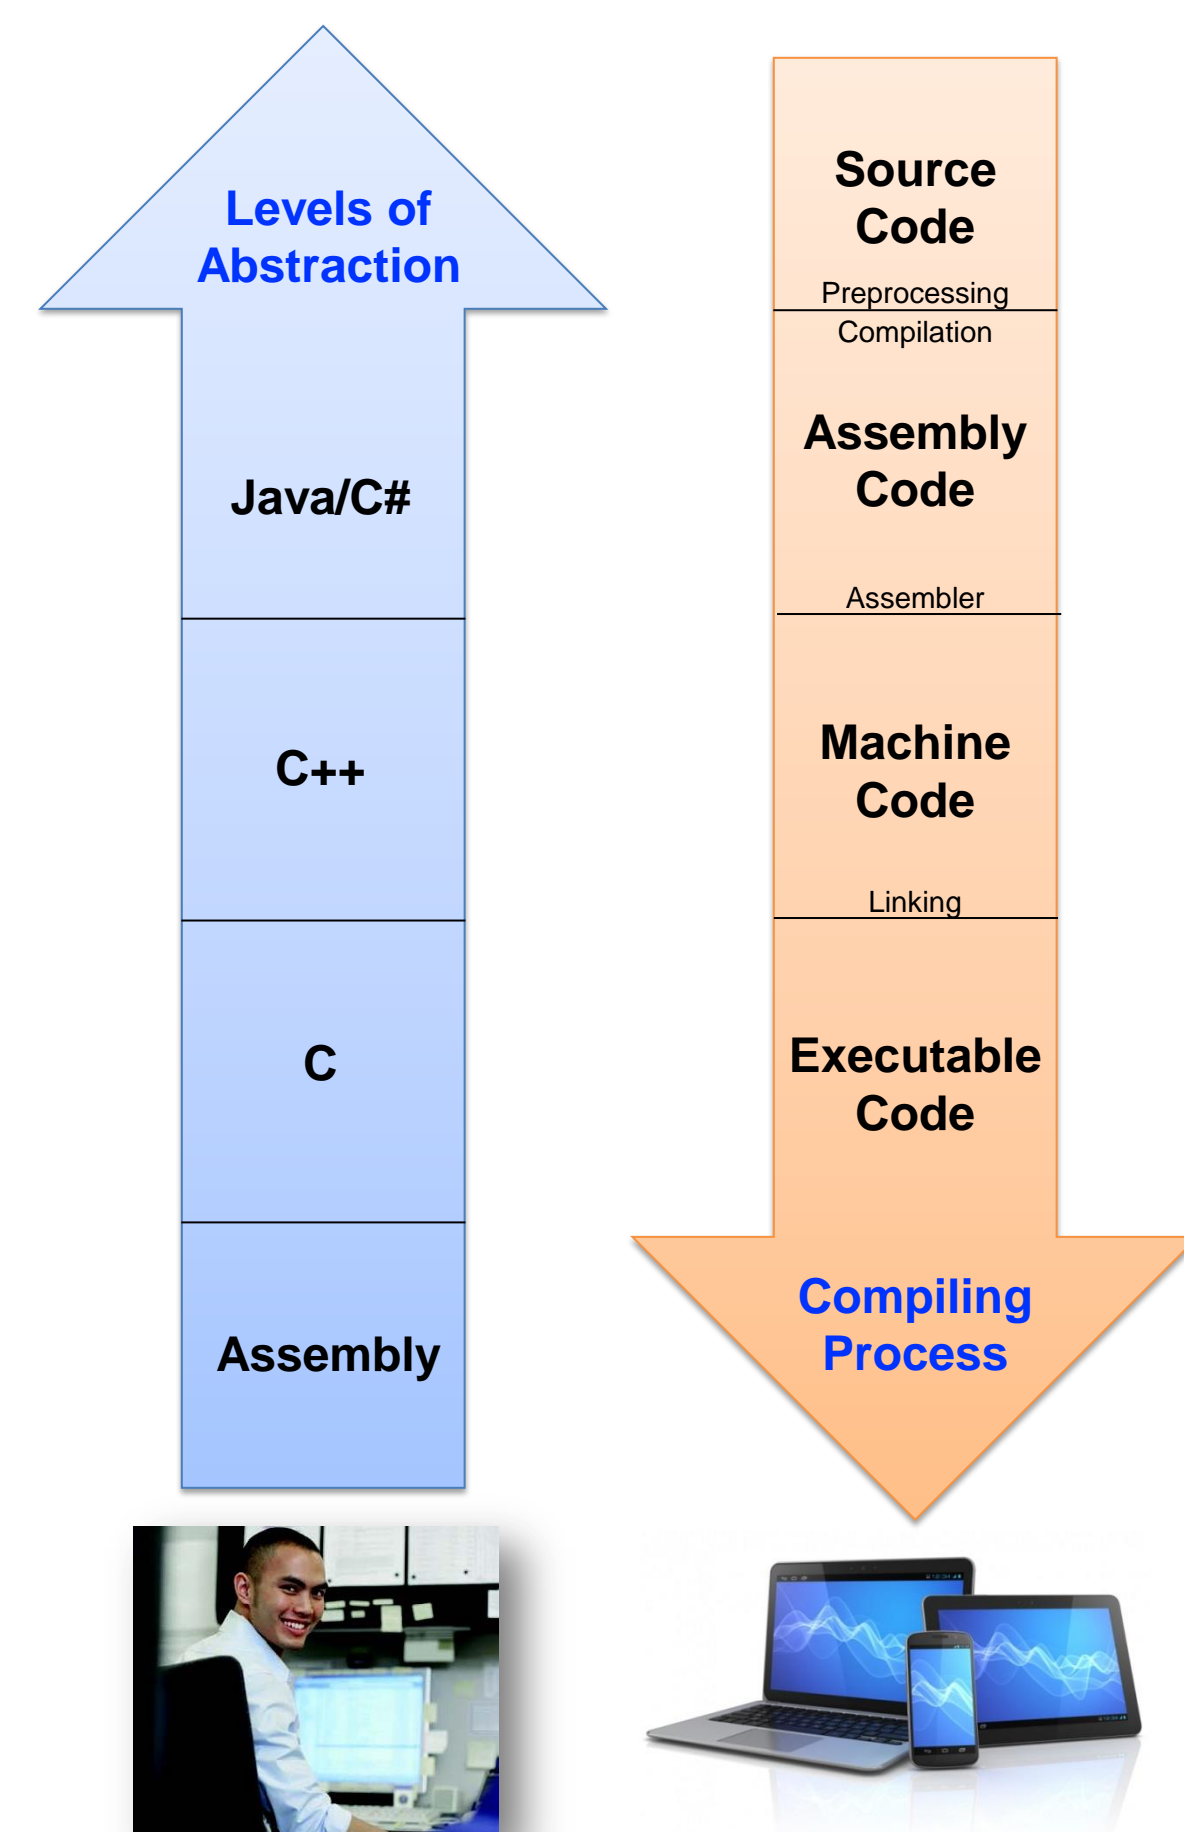 Levels of
Abstraction
Java/C#
C++
C
Assembly
Source
Code
Preprocessing
Compilation
Assembly
Code
Assembler
Machine
Code
Linking
Executable
Code
Compiling
Process